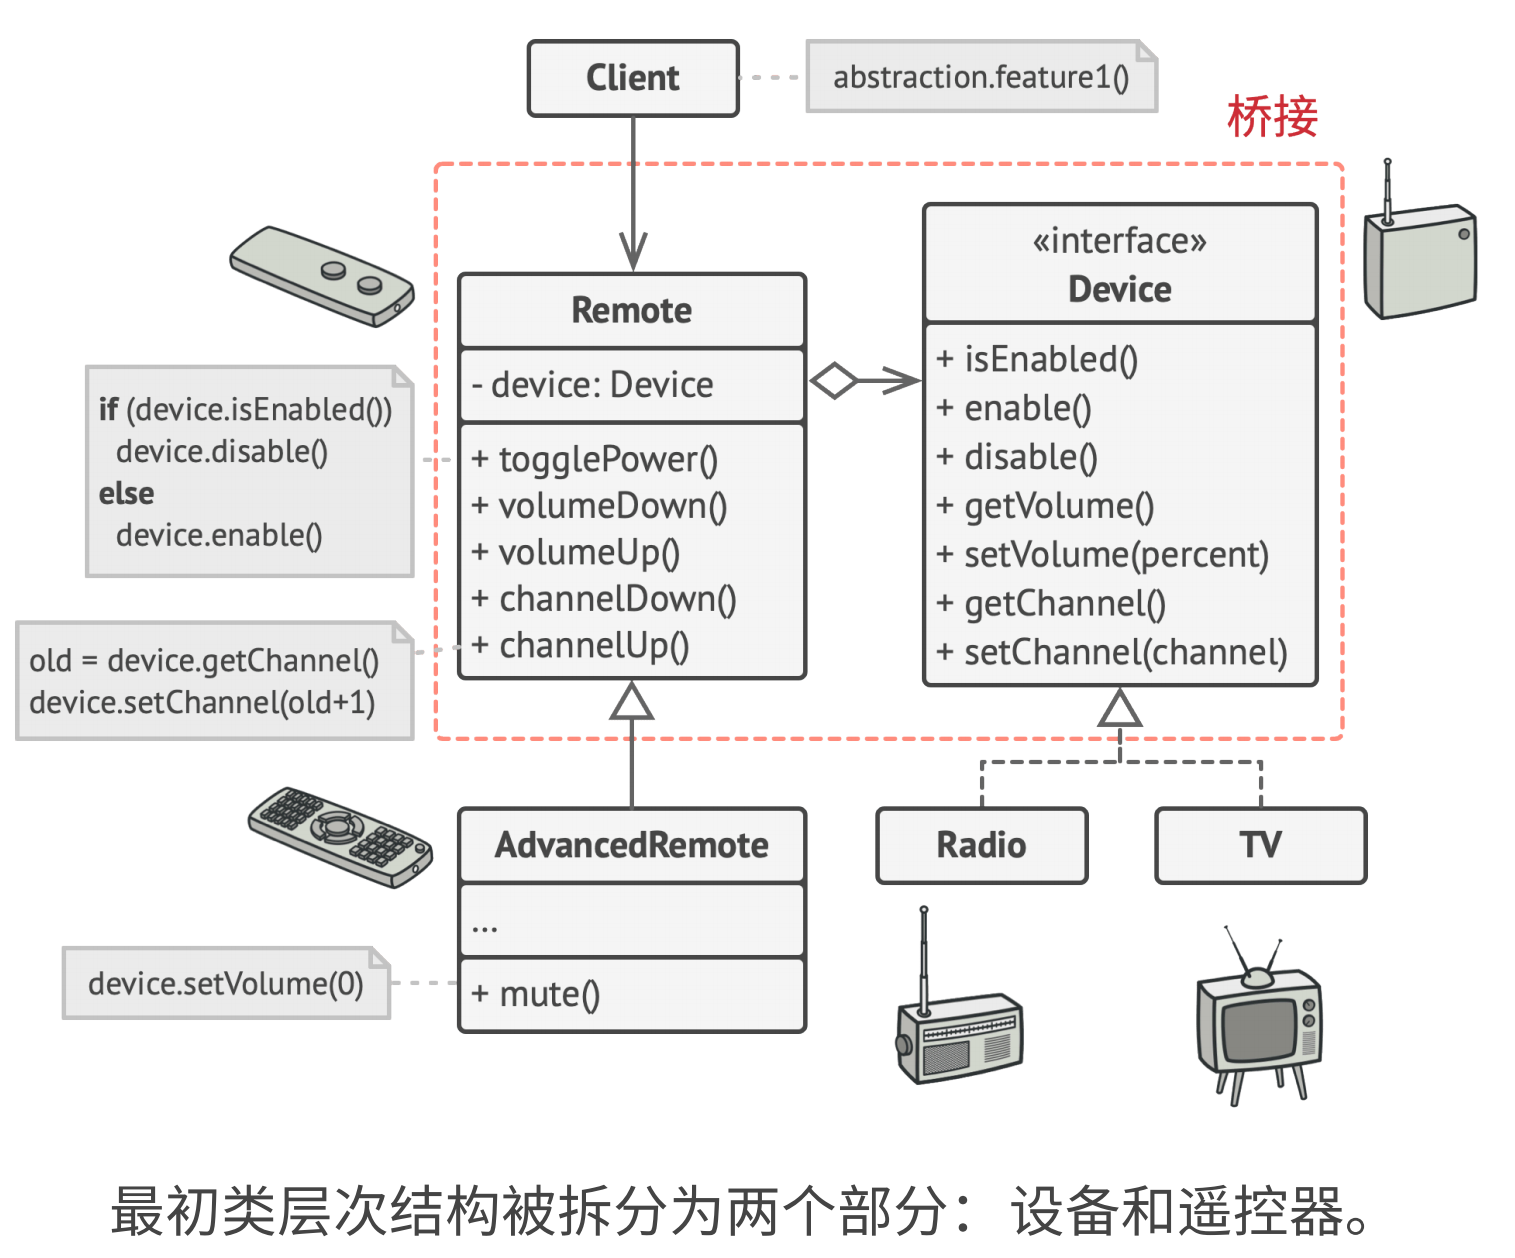 Client
abstraction.feature1()
桥接
Remote
- device: Device
+ togglePower()
+ volumeDown()
+ volumeUp()
+ channelDown()
+ channelUp()
«interface»
Device
+ isEnabled()
+ enable()
+ disable()
+ getVolume()
+ setVolume(percent)
+ getChannel()
+ setChannel(channel)
if (device.isEnabled())
device.disable()
else
device.enable()
old = device.getChannel()
device.setChannel(old+1)
AdvancedRemote
...
+ mute()
device.setVolume(0)
Radio
TV
最初类层次结构被拆分为两个部分：设备和遥控器。